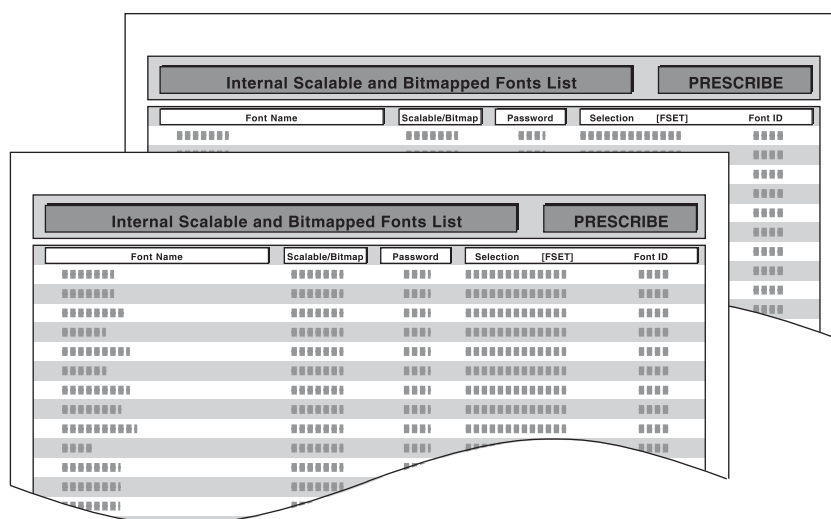 Internal Scalable and Bitmapped Fonts List PRESCRIBE
Font Name Scalable/Bitmap Password Selection [FSET] Font ID
Internal Scalable and Bitmapped Fonts List PRESCRIBE
Font Name Scalable/Bitmap Password Selection [FSET] Font ID